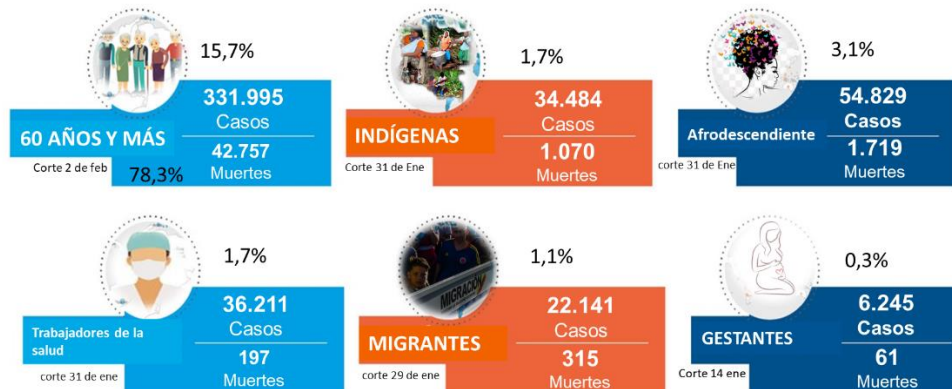 15,7%
331.995
Casos
60 AÑOS Y MÁS
42.757
Muertes
Corte 2 de feb
78,3%
1,7%
34.484
Casos
INDÍGENAS
1.070
Muertes
Corte 31 de Ene
3,1%
54.829
Casos
Afrodescendiente
1.719
Muertes
corte 31 de Ene
1,7%
36.211
Casos
Trabajadores de la
salud
197
Muertes
corte 31 de ene
1,1%
MIGRACIÓN
22.141
Casos
MIGRANTES
315
Muertes
corte 29 de ene
0,3%
6.245
Casos
GESTANTES
61
Muertes
Corte 14 ene